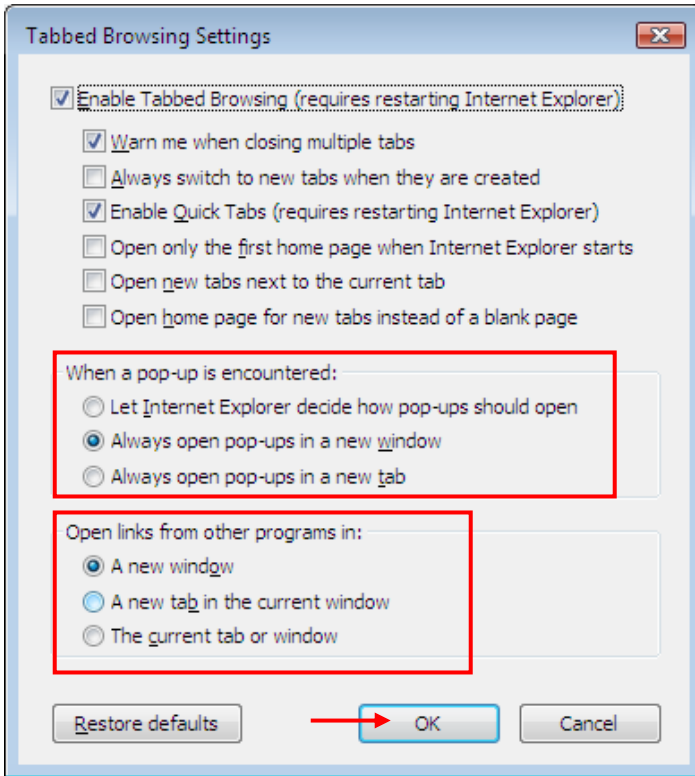 Tabbed Browsing Settings
Enable Tabbed Browsing (requires restarting Internet Explorer)
Warn me when closing multiple tabs
Always switch to new tabs when they are created
Enable Quick Tabs (requires restarting Internet Explorer)
Open only the first home page when Internet Explorer starts
Open new tabs next to the current tab
Open home page for new tabs instead of a blank page
When a pop-up is encountered:
Let Internet Explorer decide how pop-ups should open
Always open pop-ups in a new window
Always open pop-ups in a new tab
Open links from other programs in:
A new window
A new tab in the current window
The current tab or window
Restore defaults OK Cancel